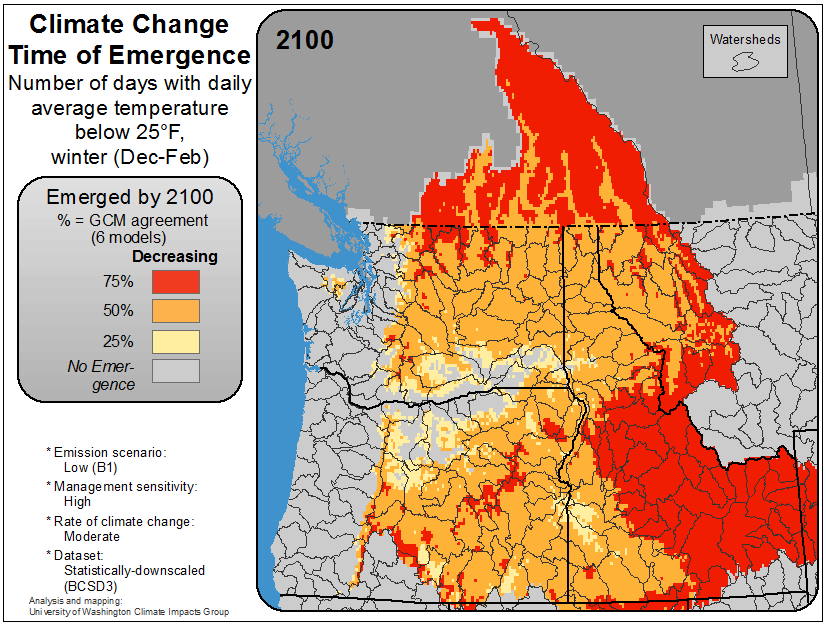 Climate Change
Time of Emergence
Number of days with daily
average temperature
below 25°F,
winter (Dec-Feb)
Emerged by 2100
% = GCM agreement
(6 models)
Decreasing
75%
50%
25%
No Emer-
gence
* Emission scenario:
Low (B1)
* Management sensitivity:
High
* Rate of climate change:
Moderate
* Dataset:
Statistically-downscaled
(BCSD3)
Analysis and mapping:
University of Washington Climate Impacts Group
2100
Watersheds